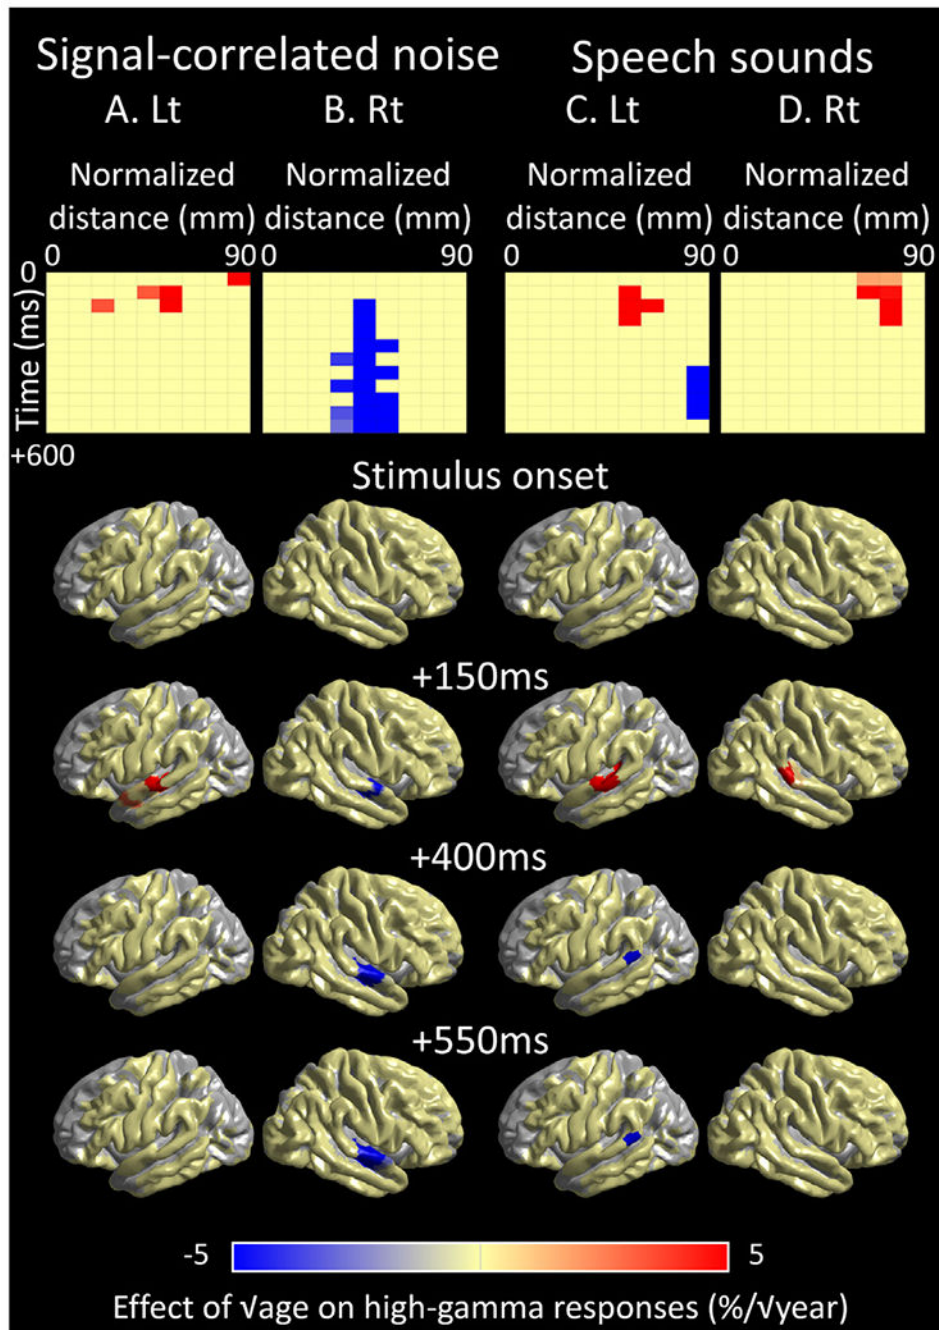 Signal-correlated noise Speech sounds
A. Lt B. Rt C. Lt D. Rt
Normalized Normalized Normalized Normalized
distance (mm) distance (mm) distance (mm) distance (mm)
0 90 0 90 0 90 0 90
0
Time (ms)
+600
Stimulus onset
+150ms
+400ms
+550ms
-5 5
Effect of √age on high-gamma responses (%/√year)